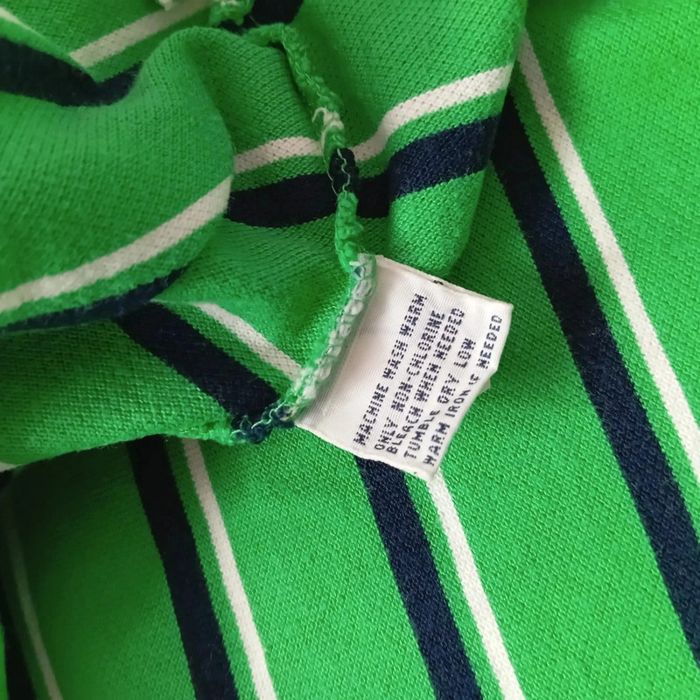 MACHINE WASH WARM
ONLY NON-CHLORINE
BLEACH WHEN NEEDED
TUMBLE DRY LOW
WARM IRON IF NEEDED